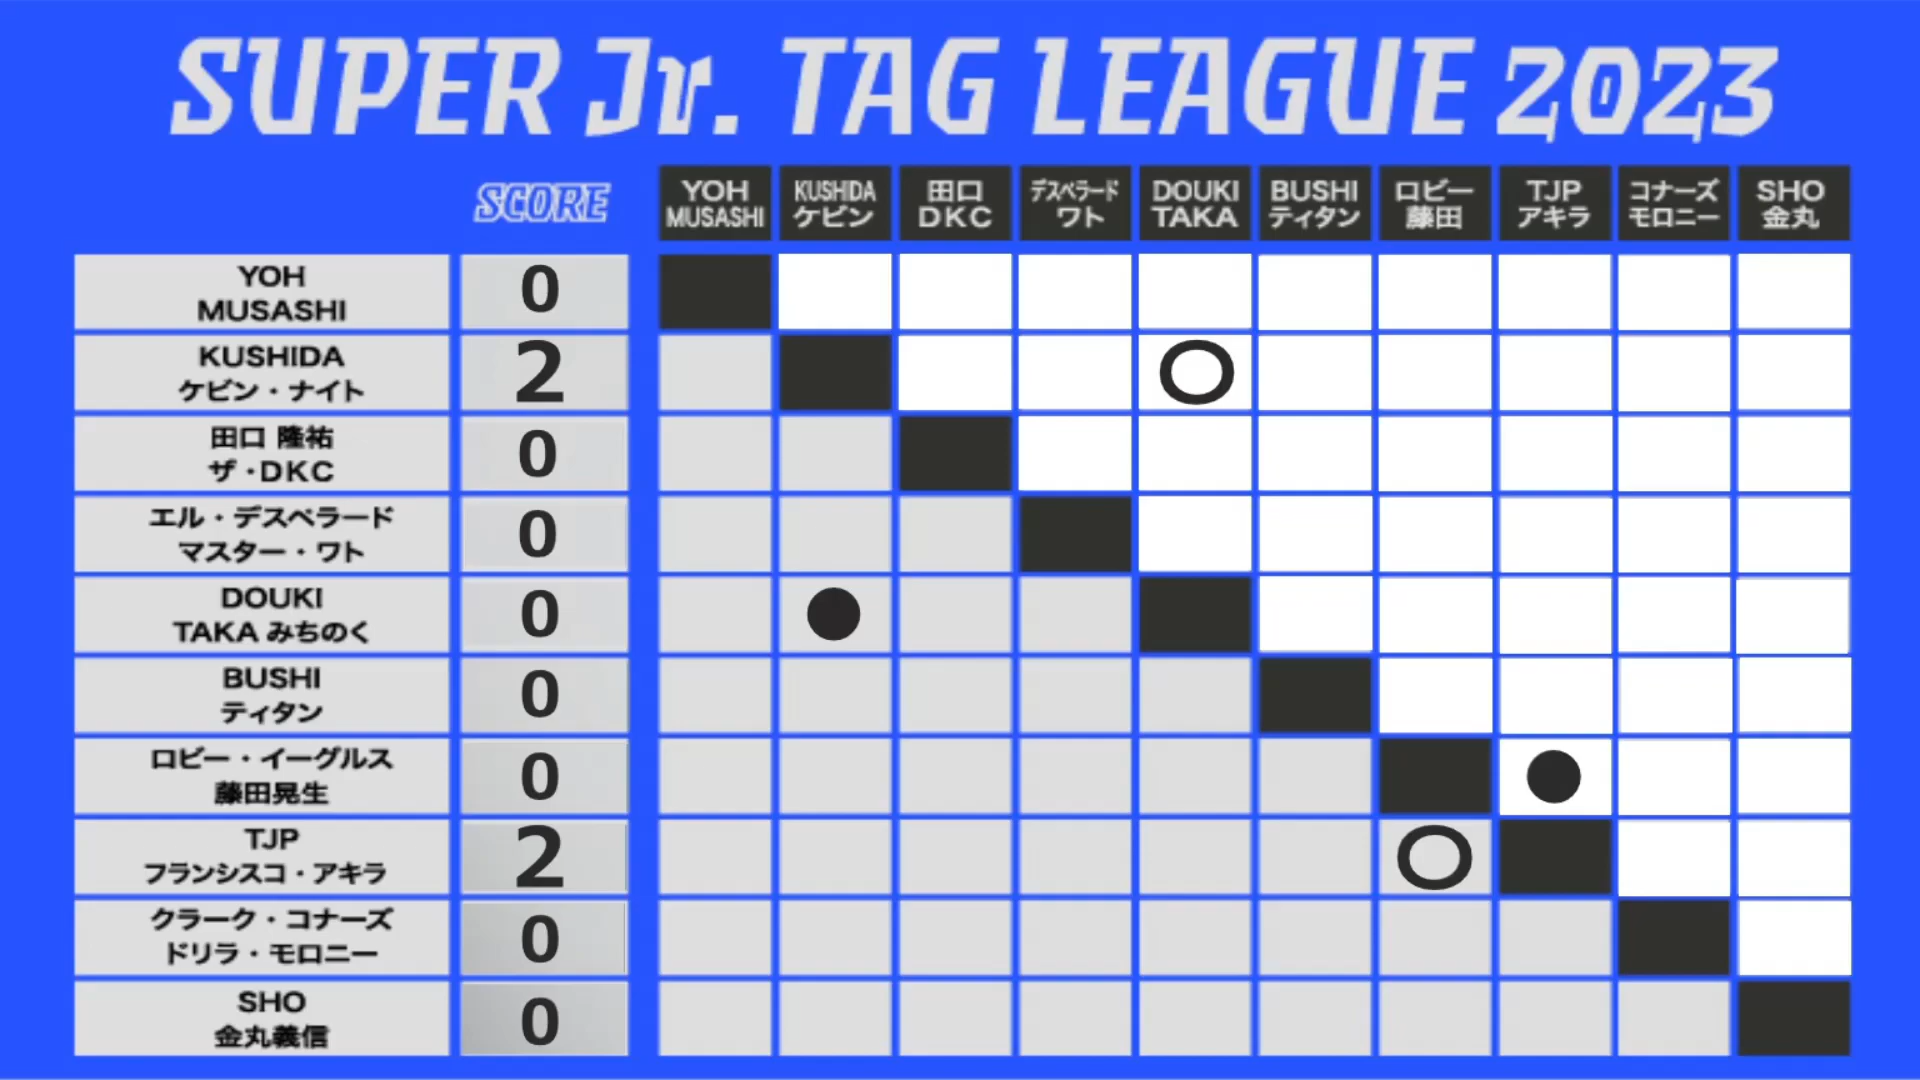 SUPER Jr. TAG LEAGUE 2023
SCORE
YOH
MUSASHI
KUSHIDA
ケビン
田口
DKC
デスペラード
ワト
DOUKI
TAKA
BUSHI
ティタン
ロビー
藤田
TJP
アキラ
コナーズ
モロニー
SHO
金丸
YOH
MUSASHI
0
KUSHIDA
ケビン・ナイト
2
田口 隆祐
ザ・DKC
0
エル・デスペラード
マスター・ワト
0
DOUKI
TAKA みちのく
0
BUSHI
ティタン
0
ロビー・イーグルス
藤田晃生
0
TJP
フランシスコ・アキラ
2
クラーク・コナーズ
ドリラ・モロニー
0
SHO
金丸義信
0